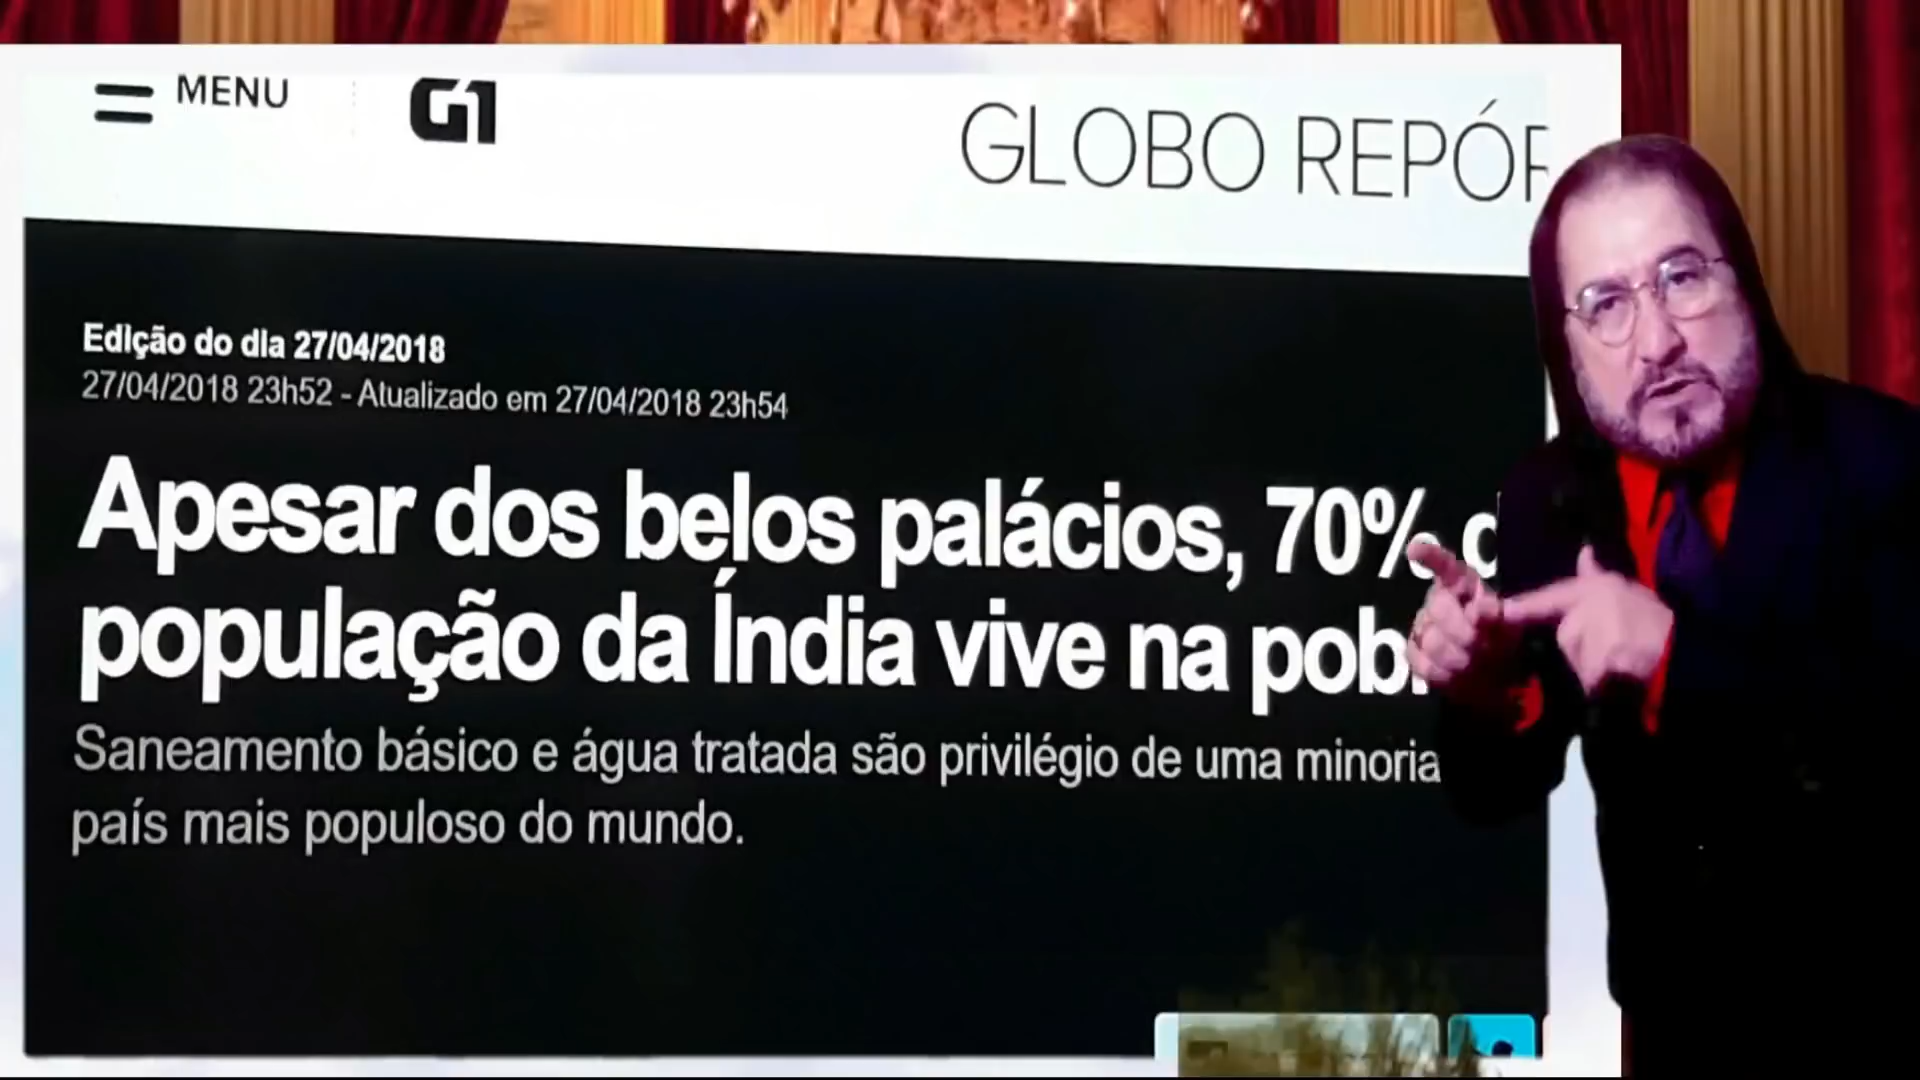 MENU
G1
GLOBO REPÓR
Edição do dia 27/04/2018
27/04/2018 23h52 - Atualizado em 27/04/2018 23h54
Apesar dos belos palácios, 70% d
população da Índia vive na pob
Saneamento básico e água tratada são privilégio de uma minoria
país mais populoso do mundo.